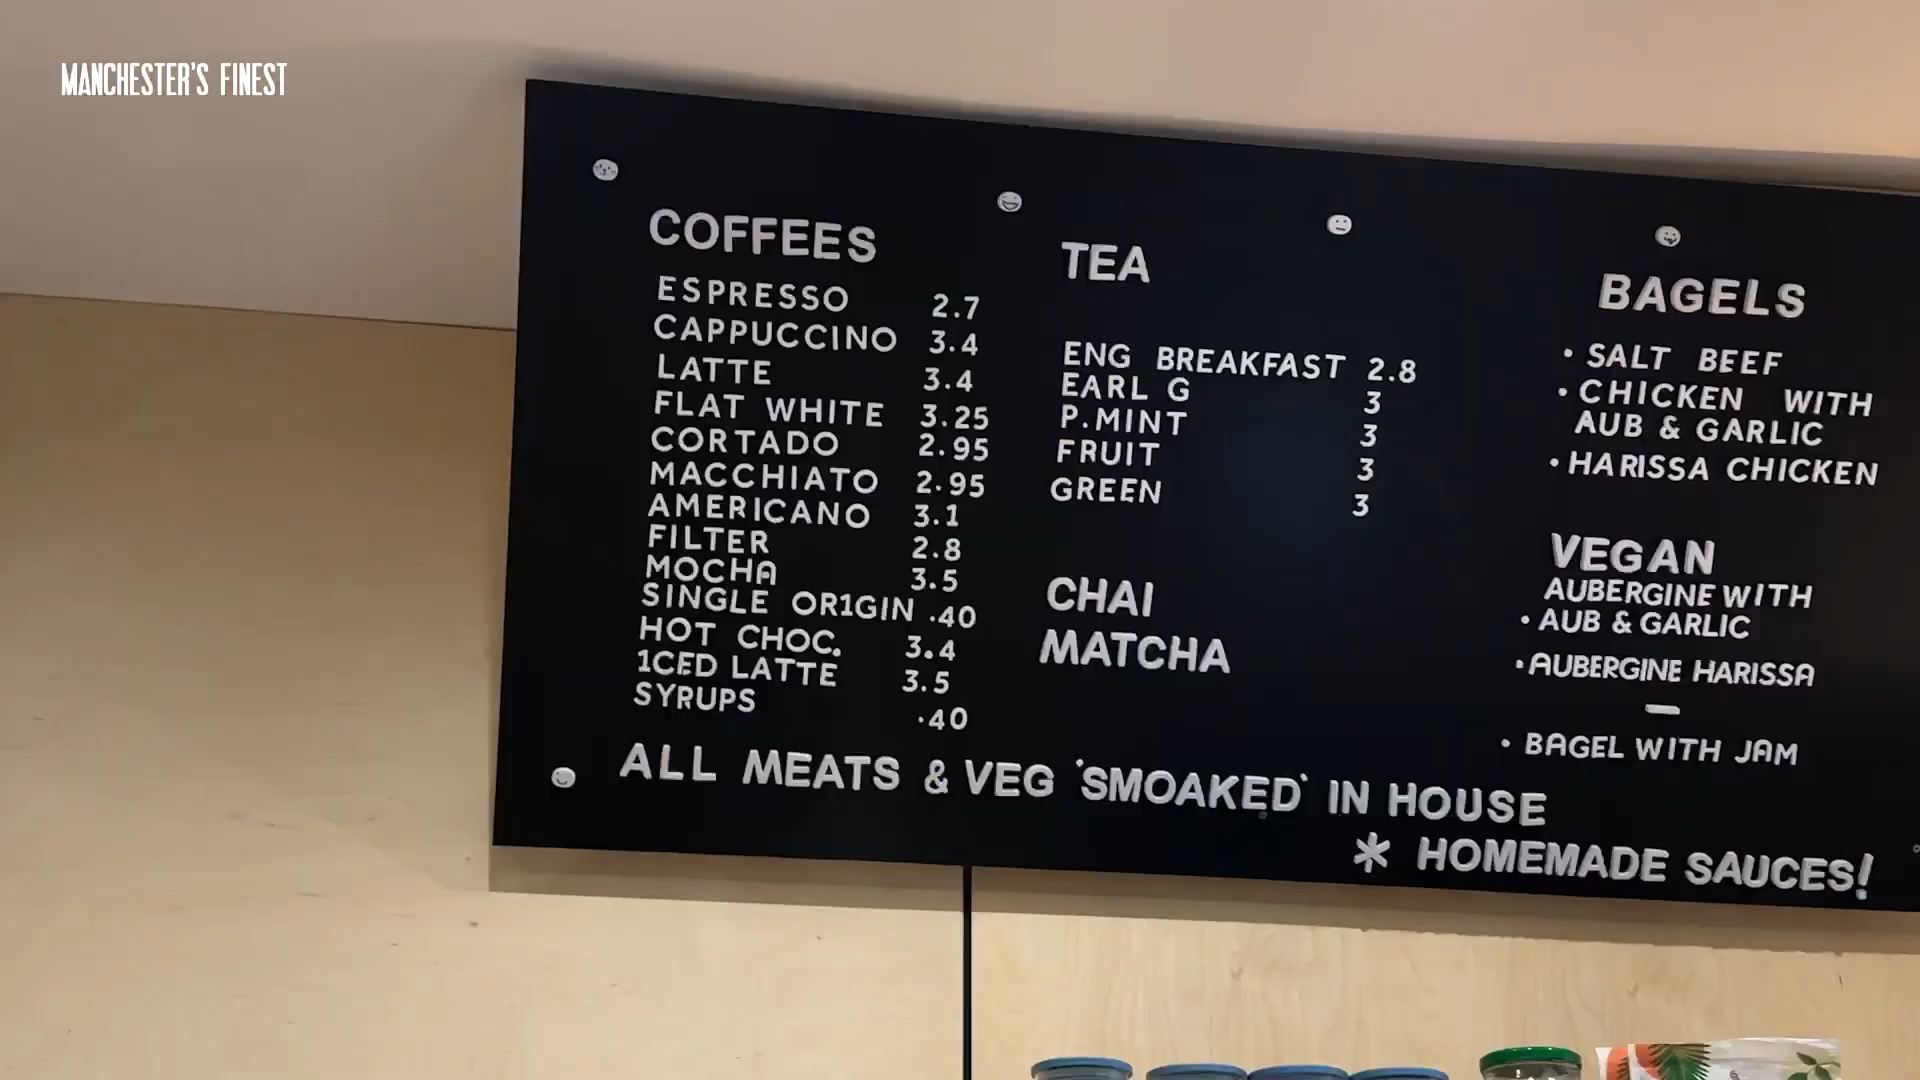 MANCHESTER'S FINEST
COFFEES
ESPRESSO 2.7
CAPPUCCINO 3.4
LATTE 3.4
FLAT WHITE 3.25
CORTADO 2.95
MACCHIATO 2.95
AMERICANO 3.1
FILTER 2.8
MOCHA 3.5
SINGLE OR1GIN .40
HOT CHOC. 3.4
1CED LATTE 3.5
SYRUPS .40
TEA
ENG BREAKFAST 2.8
EARL G 3
P.MINT 3
FRUIT 3
GREEN 3
CHAI
MATCHA
BAGELS
• SALT BEEF
• CHICKEN WITH
AUB & GARLIC
• HARISSA CHICKEN
VEGAN
AUBERGINE WITH
• AUB & GARLIC
• AUBERGINE HARISSA
—
• BAGEL WITH JAM
ALL MEATS & VEG 'SMOAKED' IN HOUSE
* HOMEMADE SAUCES!